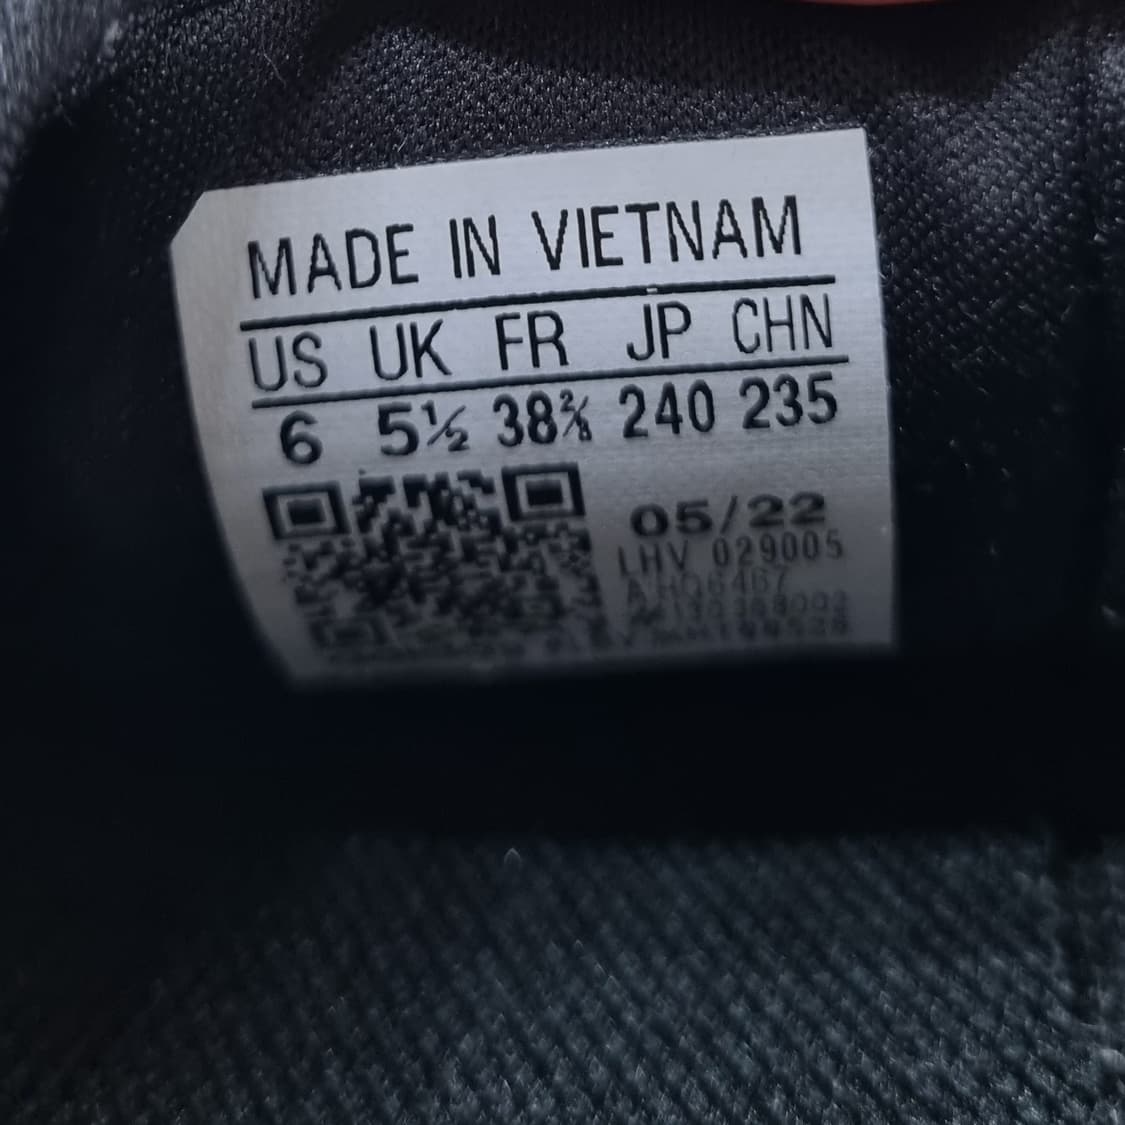 MADE IN VIETNAM
US UK FR JP CHN
6 5½ 38⅔ 240 235
05/22
LHV 029005